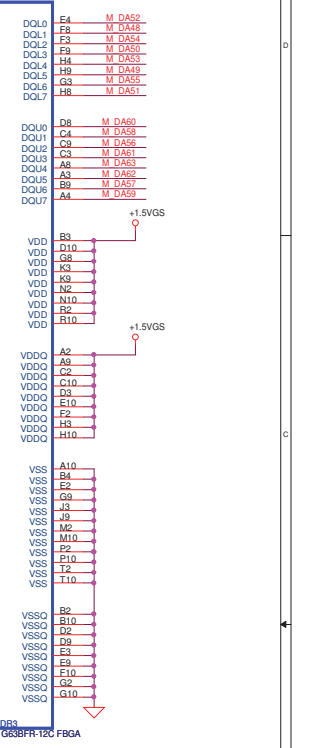 DQL0 E4 M_DA52
DQL1 F8 M_DA48
DQL2 F3 M_DA54
DQL3 F9 M_DA50
DQL4 H4 M_DA53
DQL5 H9 M_DA49
DQL6 G3 M_DA55
DQL7 H8 M_DA51
DQU0 D8 M_DA60
DQU1 C4 M_DA58
DQU2 C9 M_DA56
DQU3 C3 M_DA61
DQU4 A8 M_DA63
DQU5 A3 M_DA62
DQU6 B9 M_DA57
DQU7 A4 M_DA59
+1.5VGS
VDD B3
VDD D10
VDD G8
VDD K3
VDD K9
VDD N2
VDD N10
VDD R2
VDD R10
+1.5VGS
VDDQ A2
VDDQ A9
VDDQ C2
VDDQ C10
VDDQ D3
VDDQ E10
VDDQ F2
VDDQ H3
VDDQ H10
VSS A10
VSS B4
VSS E2
VSS G9
VSS J3
VSS J9
VSS M2
VSS M10
VSS P2
VSS P10
VSS T2
VSS T10
VSSQ B2
VSSQ B10
VSSQ D2
VSSQ D9
VSSQ E3
VSSQ E9
VSSQ F10
VSSQ G2
VSSQ G10
DR3
G63BFR-12C FBGA
D
C